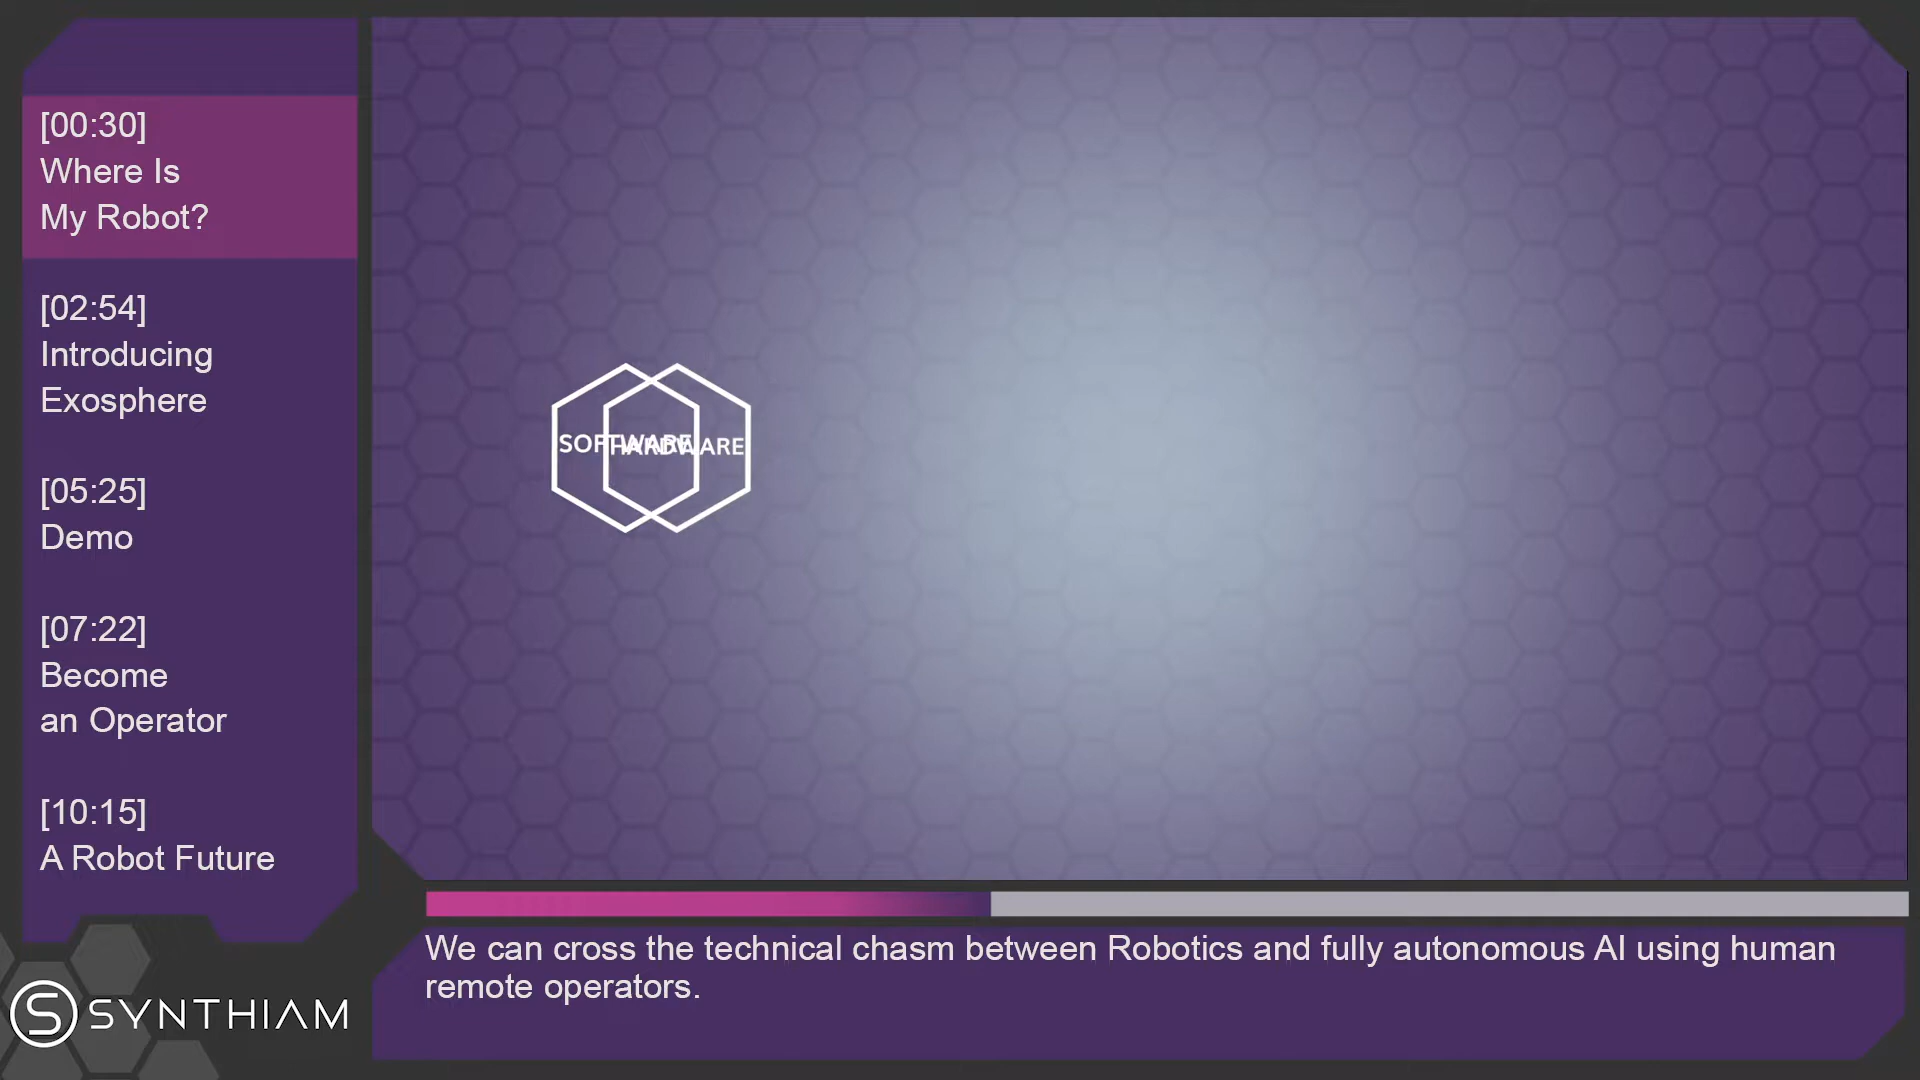 [00:30]
Where Is
My Robot?
[02:54]
Introducing
Exosphere
[05:25]
Demo
[07:22]
Become
an Operator
[10:15]
A Robot Future
SYNTHIAM
SOFTWARE
HARDWARE
We can cross the technical chasm between Robotics and fully autonomous AI using human
remote operators.